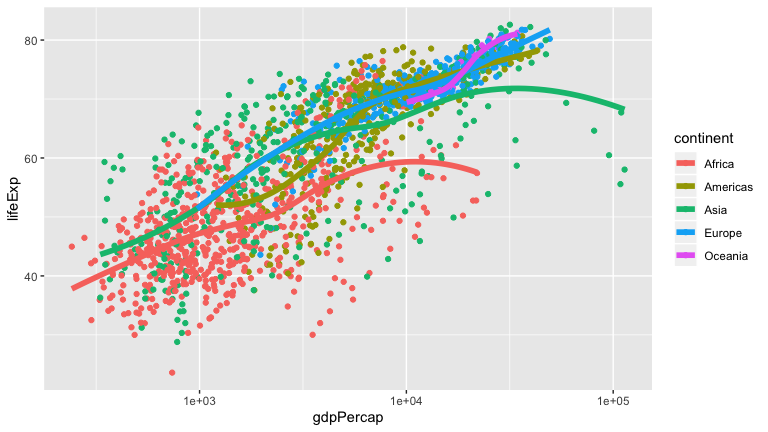 80
60
40
lifeExp
1e+03
1e+04
1e+05
gdpPercap
continent
Africa
Americas
Asia
Europe
Oceania